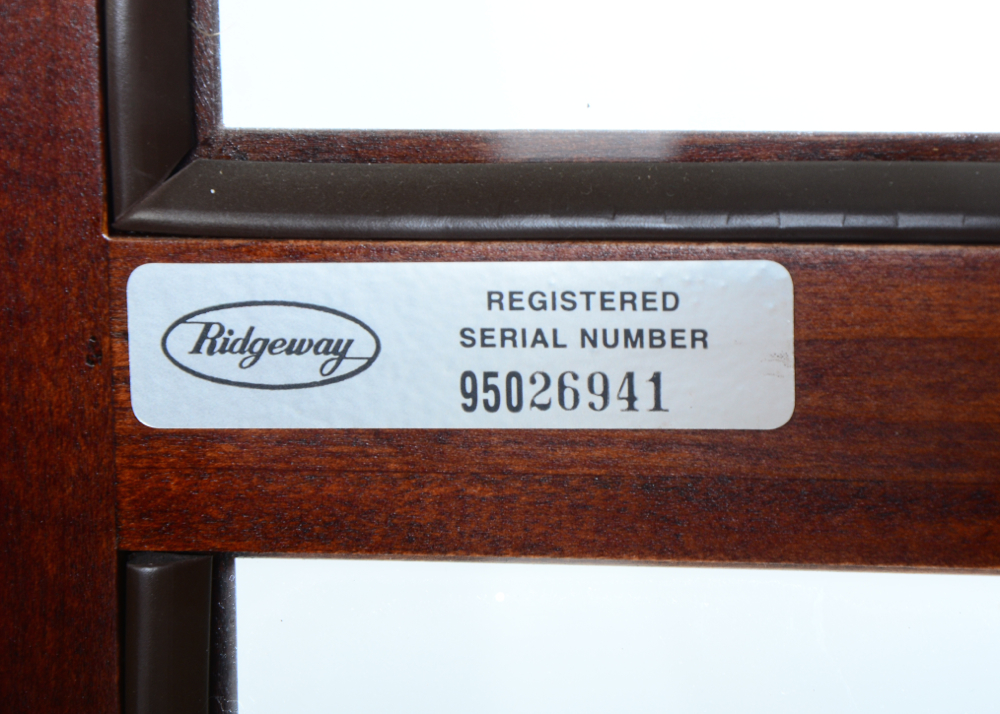 Ridgeway
REGISTERED
SERIAL NUMBER
95026941